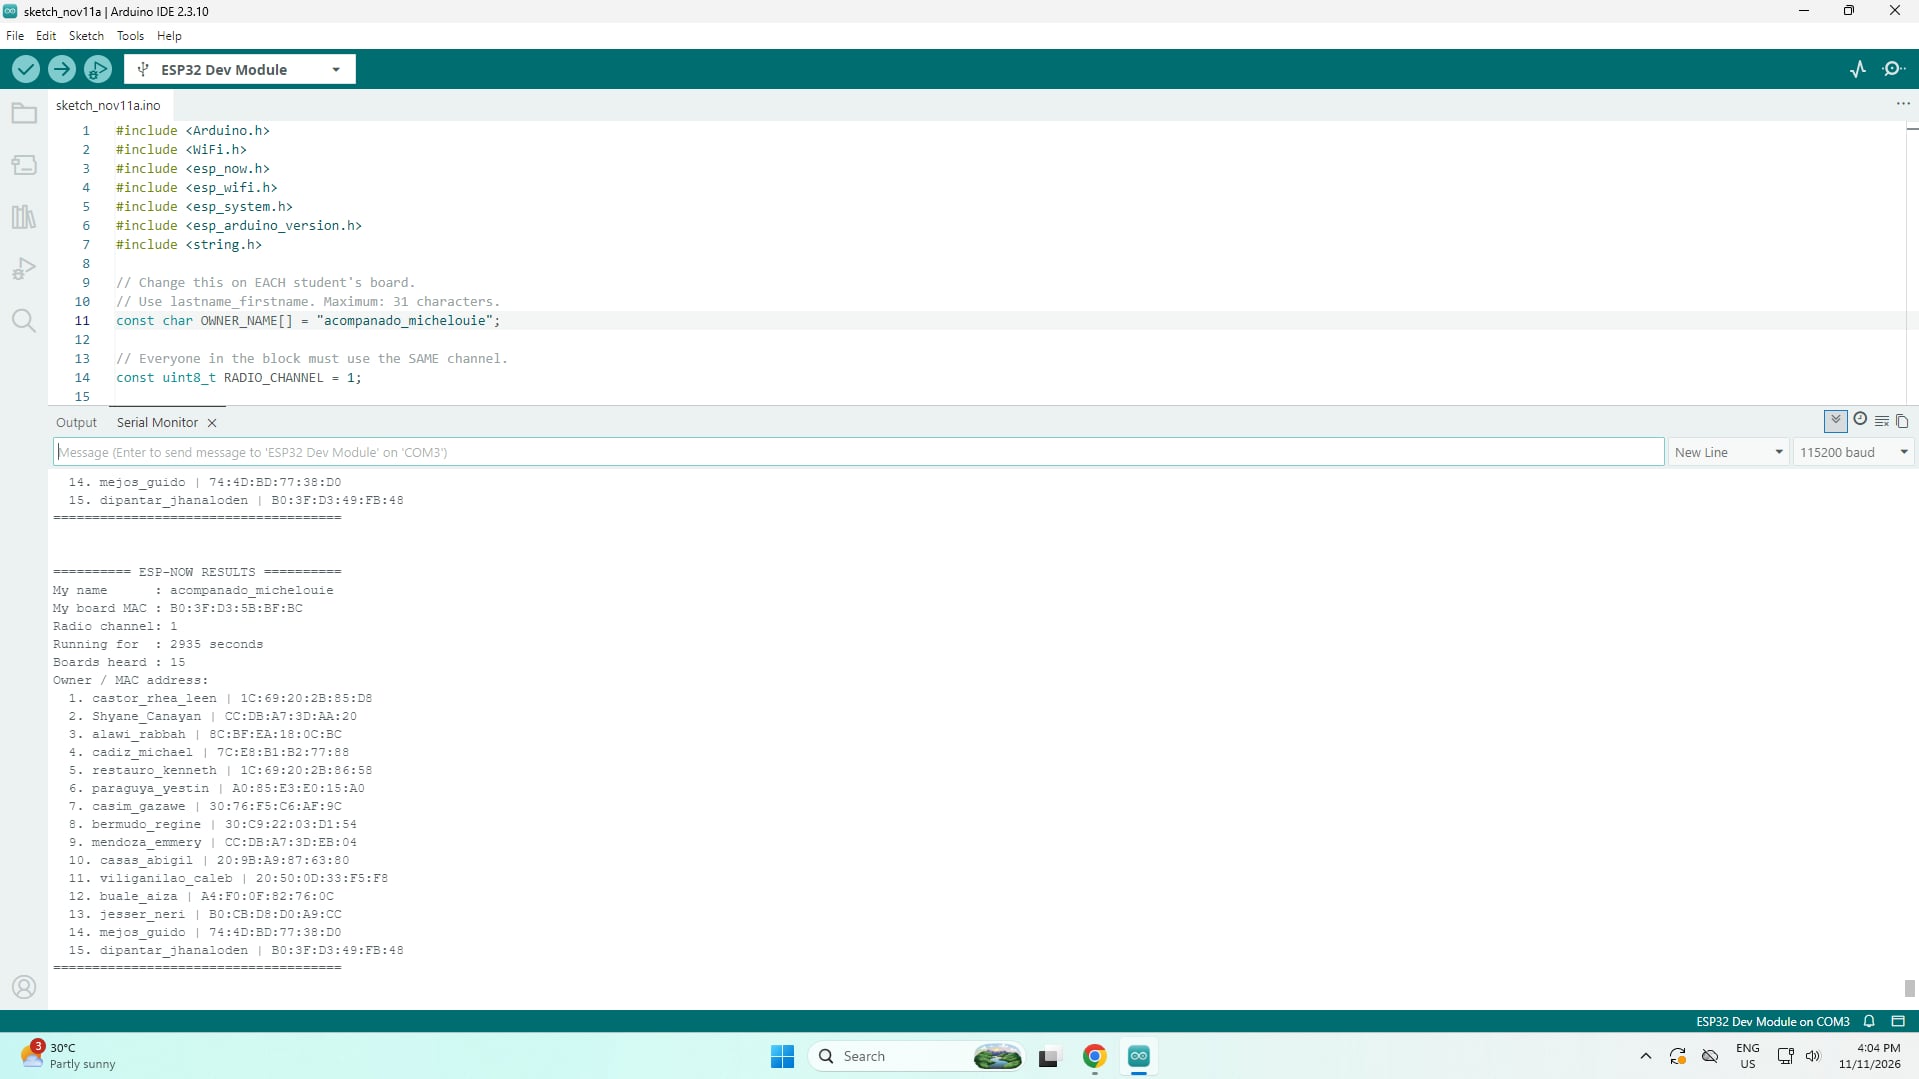 sketch_nov11a | Arduino IDE 2.3.10
File Edit Sketch Tools Help
ESP32 Dev Module
sketch_nov11a.ino
1 #include <Arduino.h>
2 #include <WiFi.h>
3 #include <esp_now.h>
4 #include <esp_wifi.h>
5 #include <esp_system.h>
6 #include <esp_arduino_version.h>
7 #include <string.h>
8
9 // Change this on EACH student's board.
10 // Use lastname_firstname. Maximum: 31 characters.
11 const char OWNER_NAME[] = "acompanado_michelouie";
12
13 // Everyone in the block must use the SAME channel.
14 const uint8_t RADIO_CHANNEL = 1;
15
Output Serial Monitor
Message (Enter to send message to 'ESP32 Dev Module' on 'COM3')
New Line
115200 baud
14. mejos_guido | 74:4D:BD:77:38:D0
15. dipantar_jhanaloden | B0:3F:D3:49:FB:48
=====================================
========== ESP-NOW RESULTS ==========
My name      : acompanado_michelouie
My board MAC : B0:3F:D3:5B:BF:BC
Radio channel: 1
Running for  : 2935 seconds
Boards heard : 15
Owner / MAC address:
1. castor_rhea_leen | 1C:69:20:2B:85:D8
2. Shyane_Canayan | CC:DB:A7:3D:AA:20
3. alawi_rabbah | 8C:BF:EA:18:0C:BC
4. cadiz_michael | 7C:E8:B1:B2:77:88
5. restauro_kenneth | 1C:69:20:2B:86:58
6. paraguya_yestin | A0:85:E3:E0:15:A0
7. casim_gazawe | 30:76:F5:C6:AF:9C
8. bermudo_regine | 30:C9:22:03:D1:54
9. mendoza_emmery | CC:DB:A7:3D:EB:04
10. casas_abigil | 20:9B:A9:87:63:80
11. viliganilao_caleb | 20:50:0D:33:F5:F8
12. buale_aiza | A4:F0:0F:82:76:0C
13. jesser_neri | B0:CB:D8:D0:A9:CC
14. mejos_guido | 74:4D:BD:77:38:D0
15. dipantar_jhanaloden | B0:3F:D3:49:FB:48
=====================================
ESP32 Dev Module on COM3
3
30°C
Partly sunny
Search
ENG
US
4:04 PM
11/11/2026